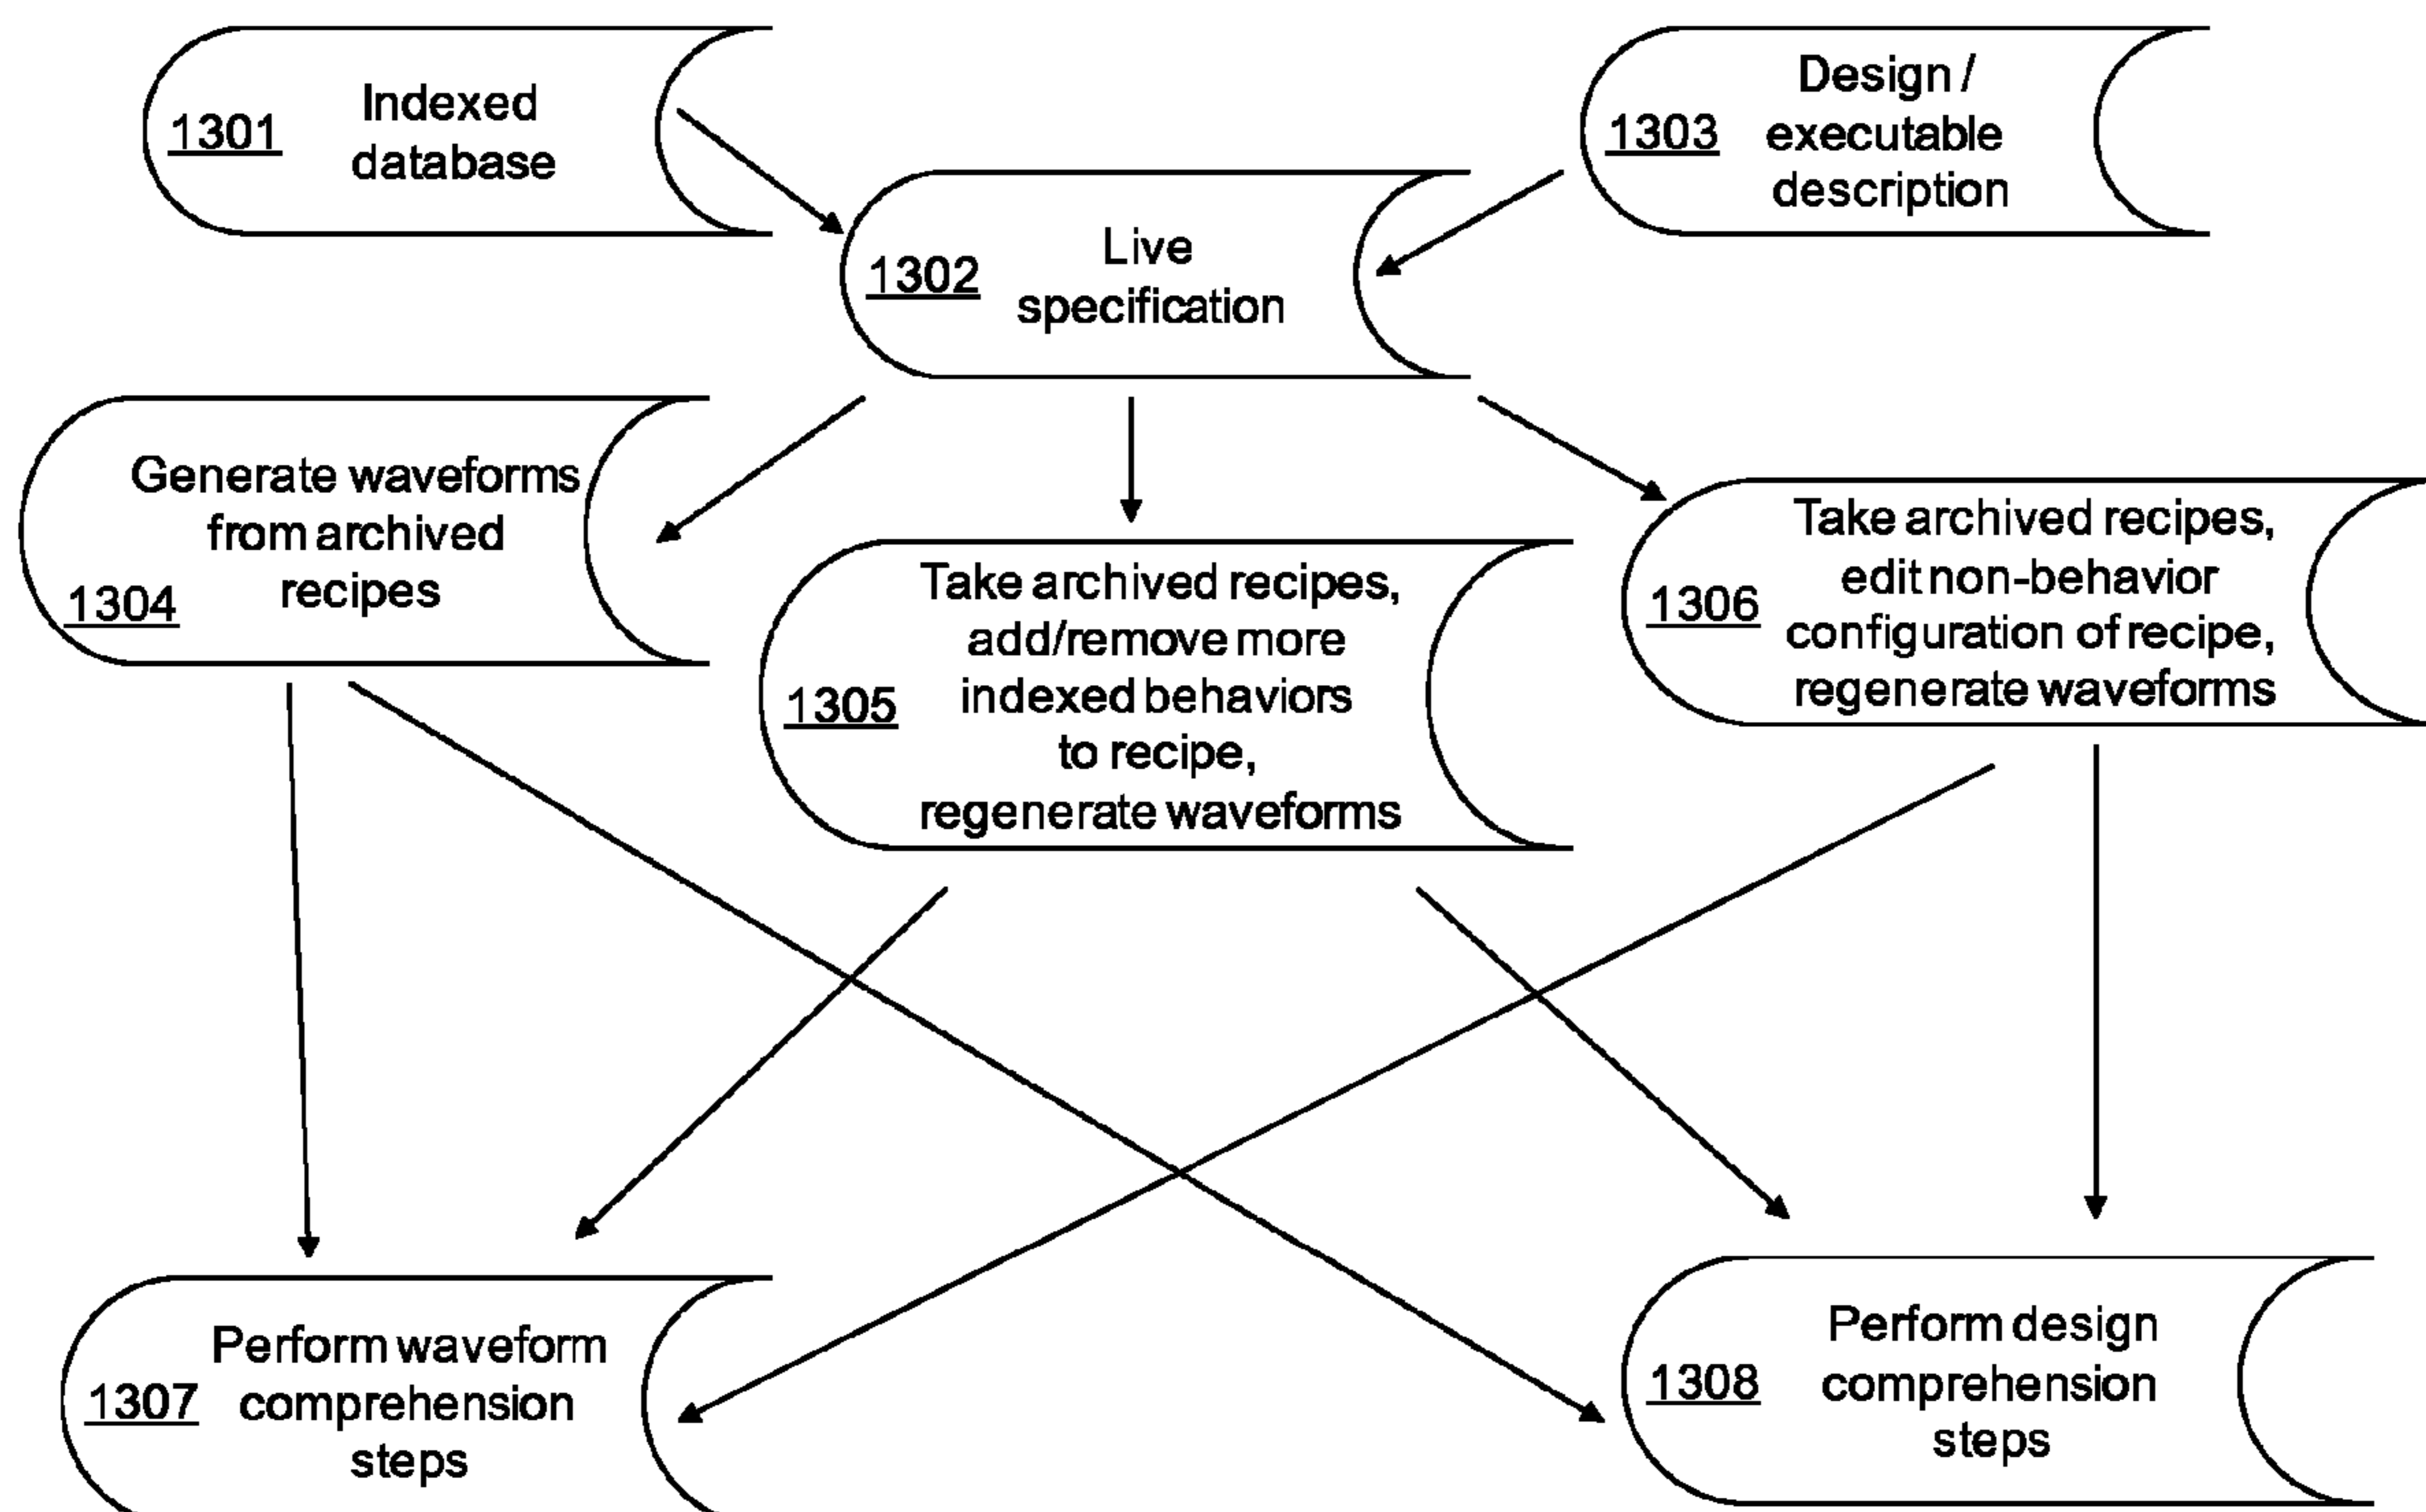 1301
Indexed
database
1303
Design /
executable
description
1302
Live
specification
1304
Generate waveforms
from archived
recipes
1305
Take archived recipes,
add/remove more
indexed behaviors
to recipe,
regenerate waveforms
1306
Take archived recipes,
edit non-behavior
configuration of recipe,
regenerate waveforms
1307
Perform waveform
comprehension
steps
1308
Perform design
comprehension
steps